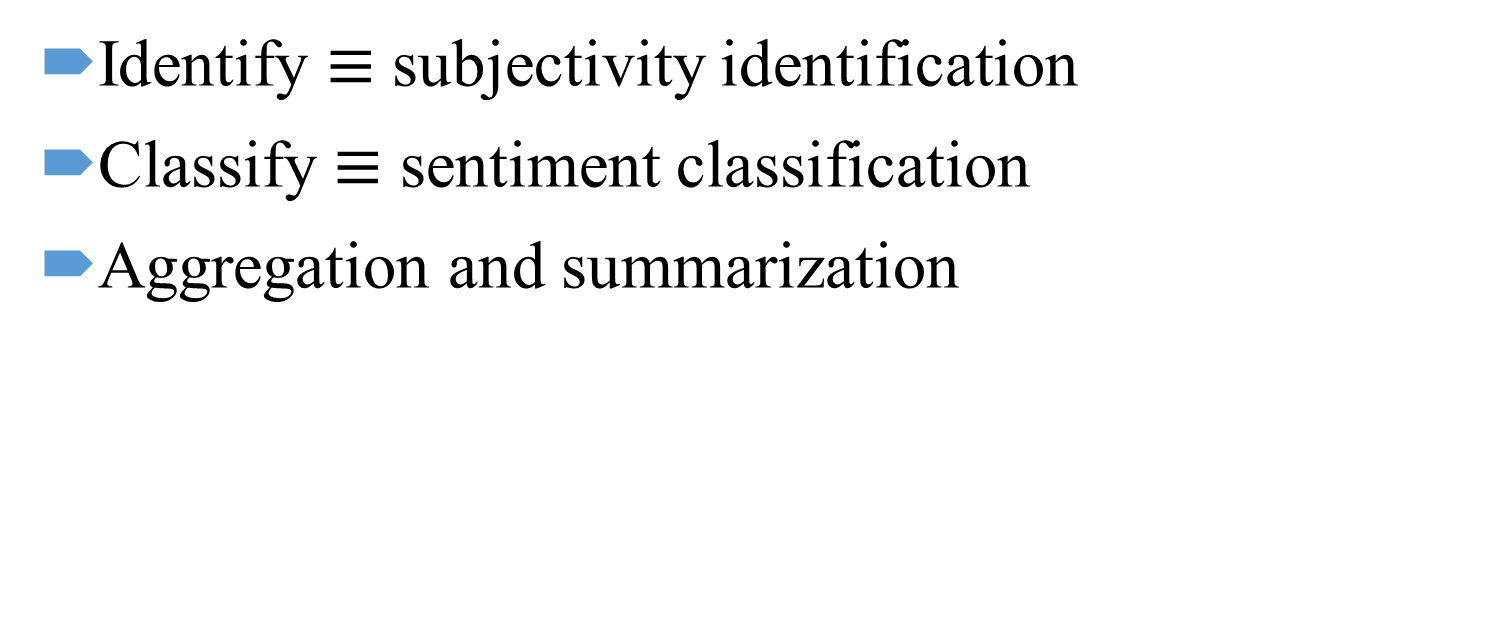 Identify ≡ subjectivity identification
Classify ≡ sentiment classification
Aggregation and summarization